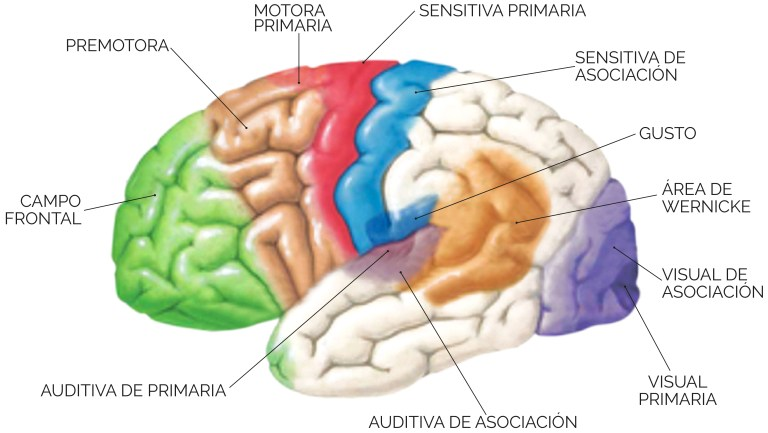 MOTORA
PRIMARIA
SENSITIVA PRIMARIA
PREMOTORA
SENSITIVA DE
ASOCIACIÓN
GUSTO
CAMPO
FRONTAL
ÁREA DE
WERNICKE
VISUAL DE
ASOCIACIÓN
AUDITIVA DE PRIMARIA
VISUAL
PRIMARIA
AUDITIVA DE ASOCIACIÓN